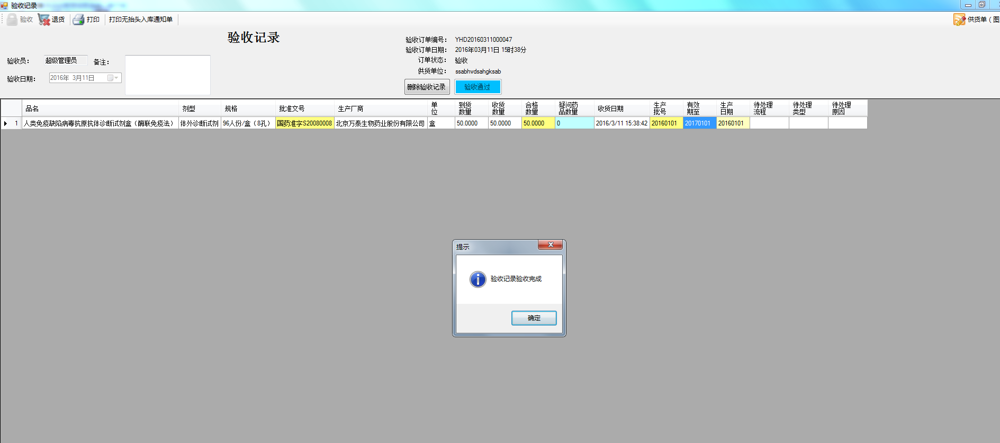 验收记录
验收 退货 打印 打印无抬头入库通知单 供货单（图
验收记录
验收订单编号： YHD20160311000047
验收订单日期： 2016年03月11日 15时38分
订单状态： 验收
供货单位： ssabhvdsahgksab
验收员： 超级管理员 备注：
验收日期： 2016年 3月11日
删除验收记录 验收通过
品名 剂型 规格 批准文号 生产厂商 单位 到货数量 收货数量 合格数量 疑问药品数量 收货日期 生产批号 有效期至 生产日期 待处理流程 待处理类型 待处理原因
1 人类免疫缺陷病毒抗原抗体诊断试剂盒（酶联免疫法） 体外诊断试剂 96人份/盒（8孔） 国药准字S20080008 北京万泰生物药业股份有限公司 盒 50.0000 50.0000 50.0000 0 2016/3/11 15:38:42 20160101 20170101 20160101
提示
验收记录验收完成
确定